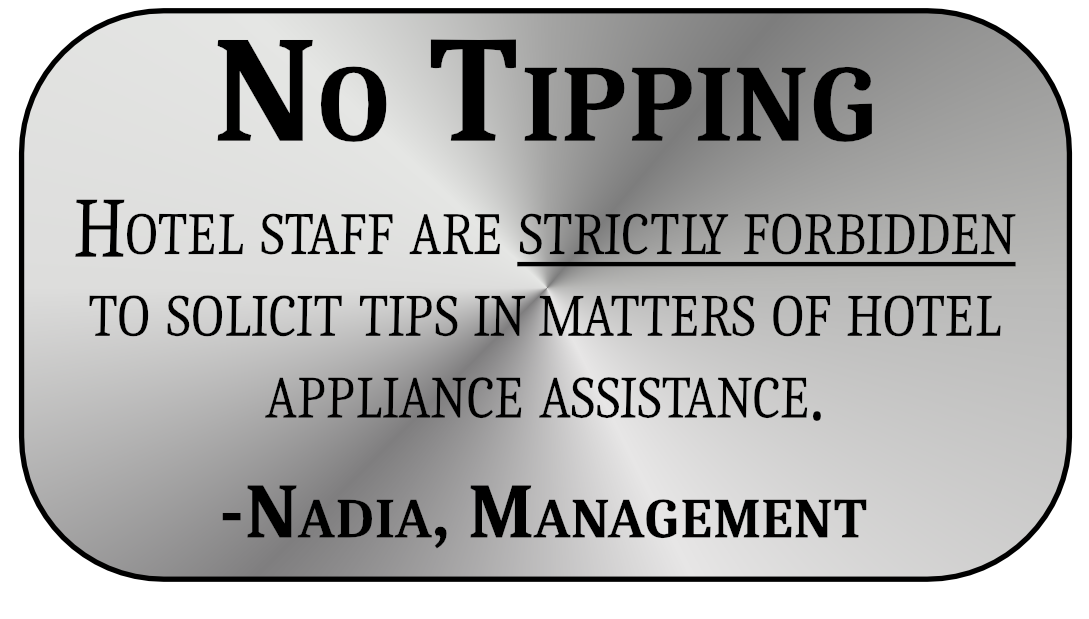 No Tipping
Hotel staff are strictly forbidden
to solicit tips in matters of hotel
appliance assistance.
-Nadia, Management